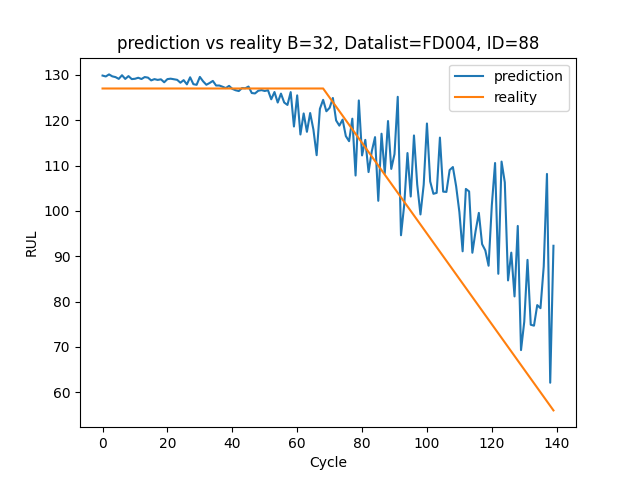 prediction vs reality B=32, Datalist=FD004, ID=88
prediction
reality
RUL
130
120
110
100
90
80
70
60
0 20 40 60 80 100 120 140
Cycle